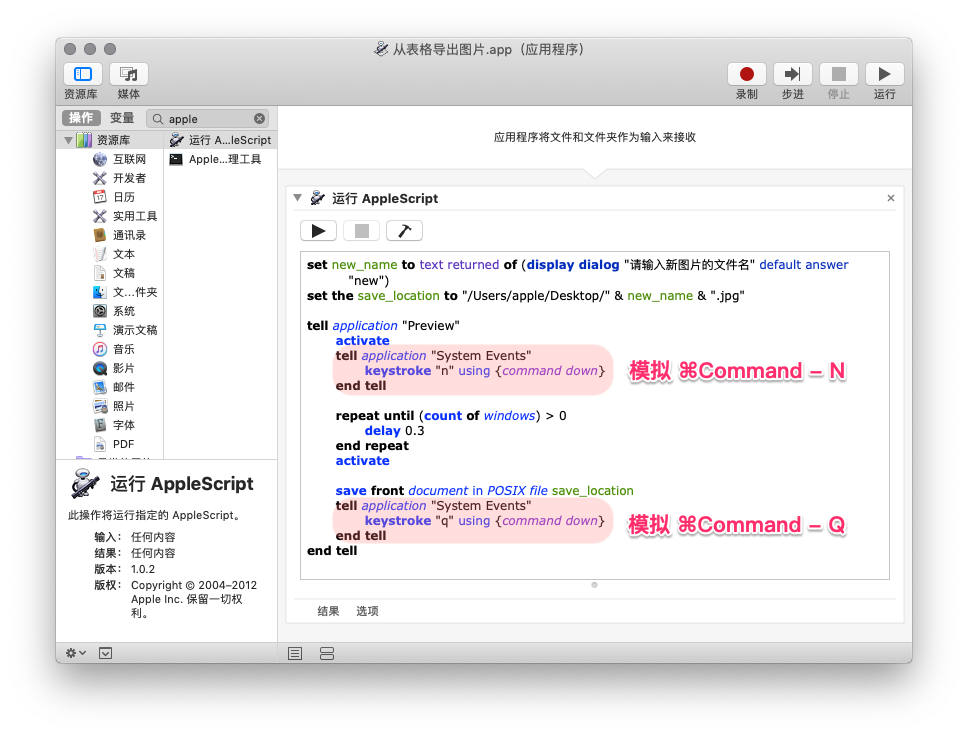 从表格导出图片.app（应用程序）
资源库
媒体
录制
步进
停止
运行
操作
变量
apple
资源库
互联网
开发者
日历
实用工具
通讯录
文本
文稿
文...件夹
系统
演示文稿
音乐
影片
邮件
照片
字体
PDF
运行 A...leScript
Apple...理工具
运行 AppleScript
此操作将运行指定的 AppleScript。
输入： 任何内容
结果： 任何内容
版本： 1.0.2
版权： Copyright © 2004–2012
Apple Inc. 保留一切权
利。
应用程序将文件和文件夹作为输入来接收
运行 AppleScript
set new_name to text returned of (display dialog "请输入新图片的文件名" default answer
"new")
set the save_location to "/Users/apple/Desktop/" & new_name & ".jpg"
tell application "Preview"
activate
tell application "System Events"
keystroke "n" using {command down}
end tell
模拟 ⌘Command – N
repeat until (count of windows) > 0
delay 0.3
end repeat
activate
save front document in POSIX file save_location
tell application "System Events"
keystroke "q" using {command down}
end tell
模拟 ⌘Command – Q
end tell
结果
选项